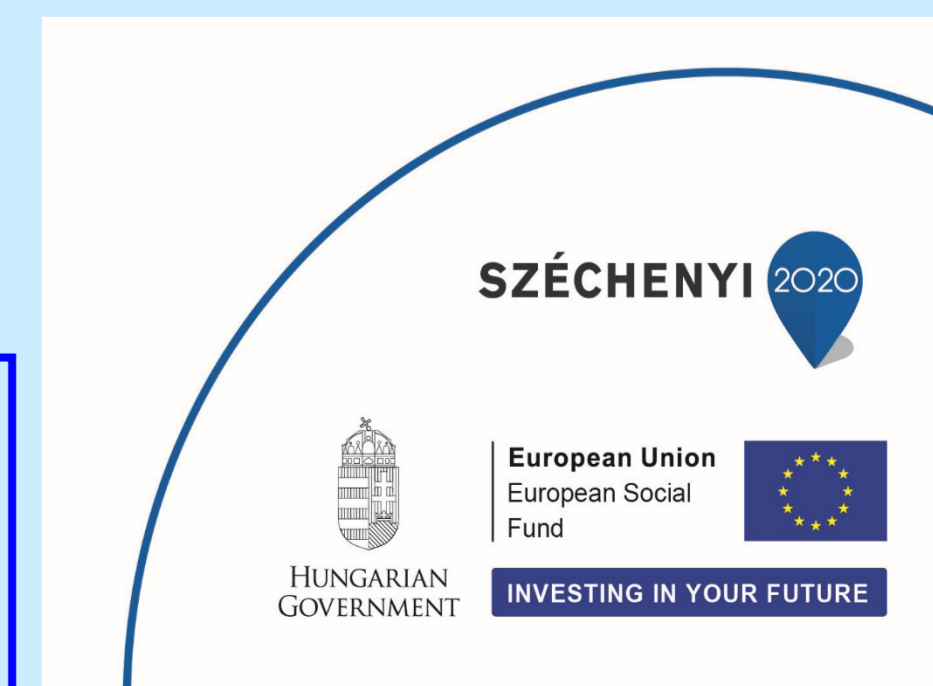 SZÉCHENYI 2020
European Union
European Social
Fund
HUNGARIAN
GOVERNMENT
INVESTING IN YOUR FUTURE